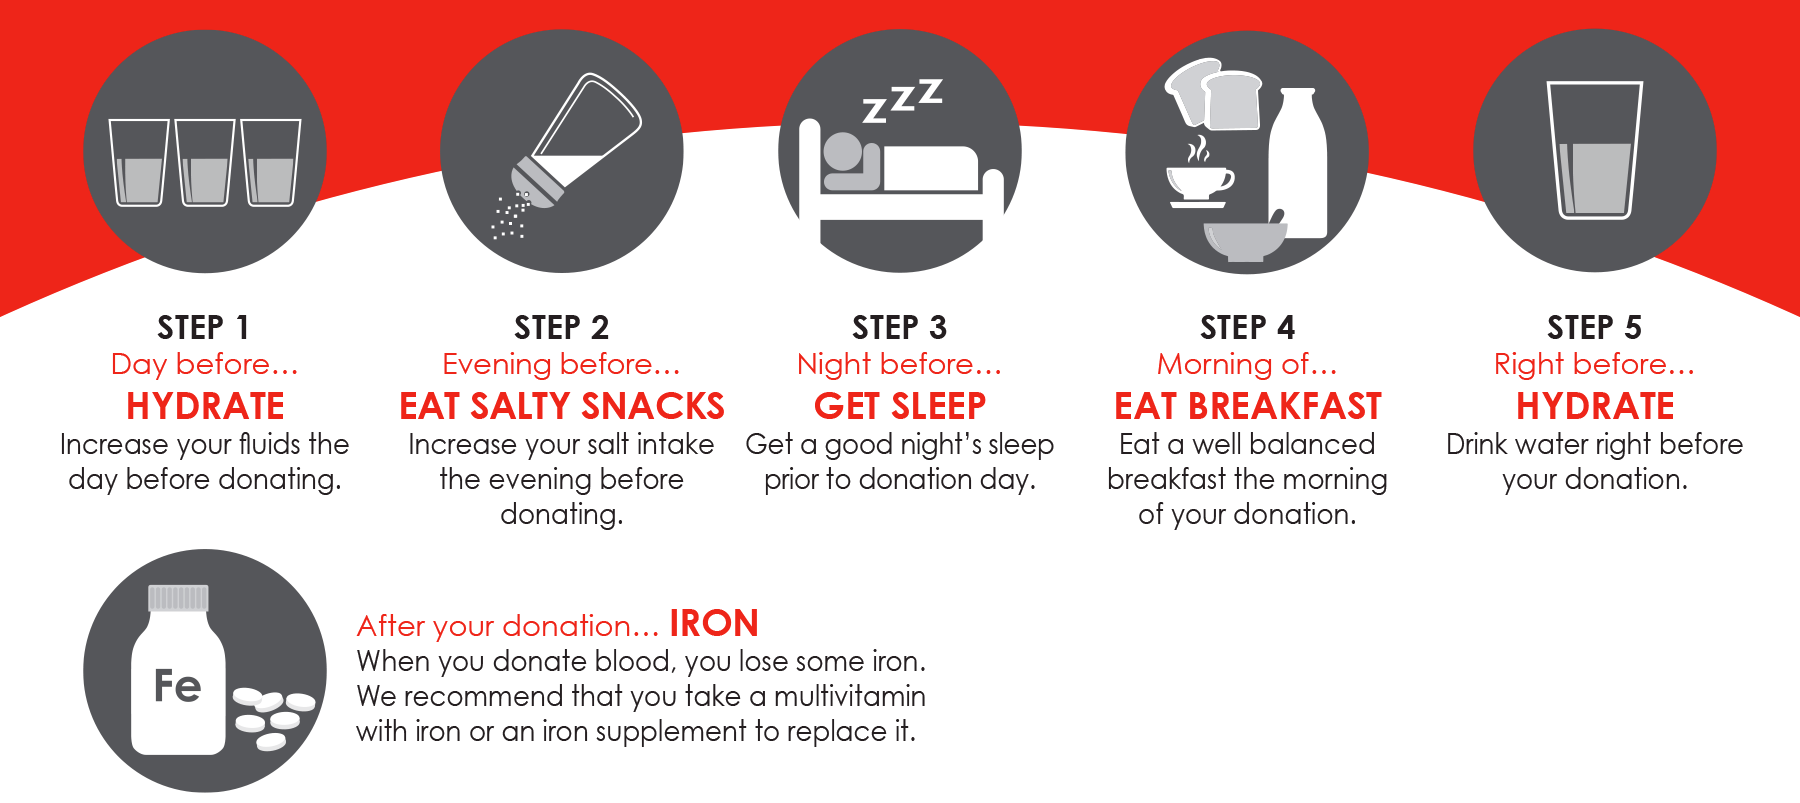 zzz
STEP 1
Day before...
HYDRATE
Increase your fluids the
day before donating.
STEP 2
Evening before...
EAT SALTY SNACKS
Increase your salt intake
the evening before
donating.
STEP 3
Night before...
GET SLEEP
Get a good night's sleep
prior to donation day.
STEP 4
Morning of...
EAT BREAKFAST
Eat a well balanced
breakfast the morning
of your donation.
STEP 5
Right before...
HYDRATE
Drink water right before
your donation.
Fe
After your donation... IRON
When you donate blood, you lose some iron.
We recommend that you take a multivitamin
with iron or an iron supplement to replace it.